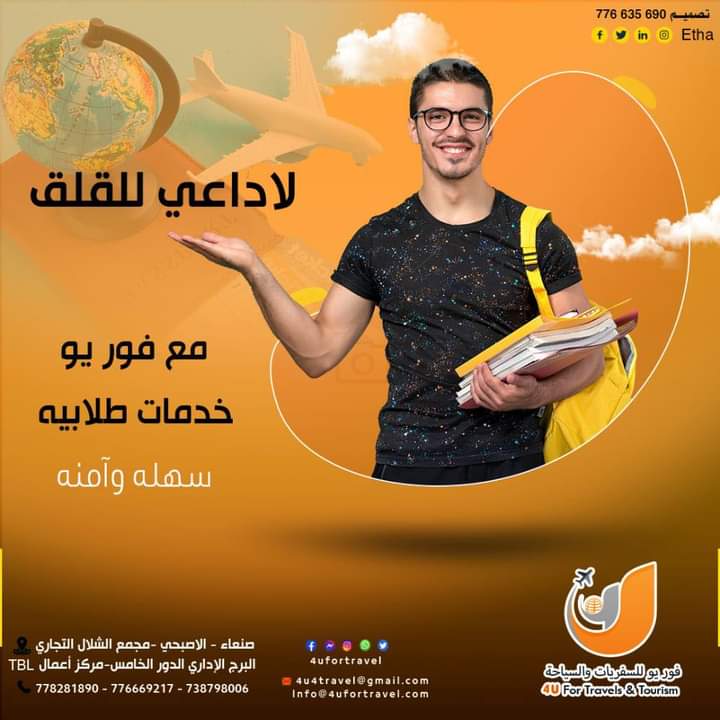 تصميم 690 635 776
Etha
لاداعي للقلق
مع فور يو
خدمات طلابيه
سهله وآمنه
فور يو للسفريات والسياحة
4U For Travels & Tourism
صنعاء - الاصبحي -مجمع الشلال التجاري
البرج الإداري الدور الخامس-مركز أعمال TBL
778281890 - 776669217 - 738798006
4ufortravel
4u4travel@gmail.com
Info@4ufortravel.com